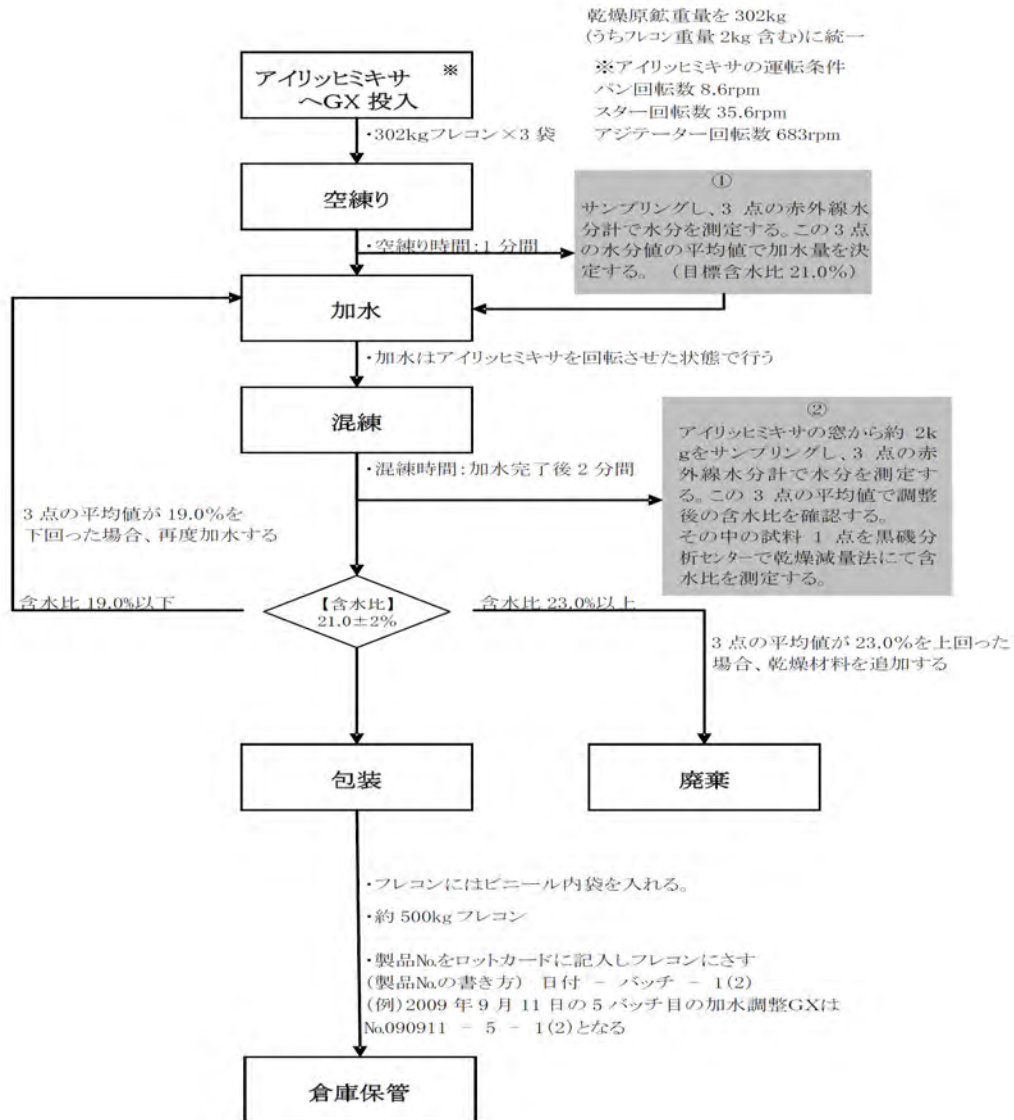 乾燥原鉱重量を 302kg
(うちフレコン重量 2kg 含む)に統一
※アイリッヒミキサの運転条件
パン回転数 8.6rpm
スター回転数 35.6rpm
アジテーター回転数 683rpm
アイリッヒミキサ ※
へGX 投入
・302kgフレコン×3 袋
空練り
①
サンプリングし、3 点の赤外線水
分計で水分を測定する。この3点
の水分値の平均値で加水量を決
定する。 (目標含水比 21.0%)
・空練り時間:1 分間
加水
・加水はアイリッヒミキサを回転させた状態で行う
混練
②
アイリッヒミキサの窓から約 2k
gをサンプリングし、3 点の赤
外線水分計で水分を測定す
る。この 3 点の平均値で調整
後の含水比を確認する。
その中の試料 1 点を黒磯分
析センターで乾燥減量法にて含
水比を測定する。
・混練時間:加水完了後 2 分間
3 点の平均値が 19.0%を
下回った場合、再度加水する
含水比 19.0%以下
【含水比】
21.0±2%
含水比 23.0%以上
3 点の平均値が 23.0%を上回った
場合、乾燥材料を追加する
包装
廃棄
・フレコンにはビニール内袋を入れる。
・約 500kg フレコン
・製品№をロットカードに記入しフレコンにさす
(製品№の書き方) 日付 － バッチ － 1(2)
(例)2009 年 9 月 11 日の 5 バッチ目の加水調整GXは
№090911 － 5 － 1(2)となる
倉庫保管